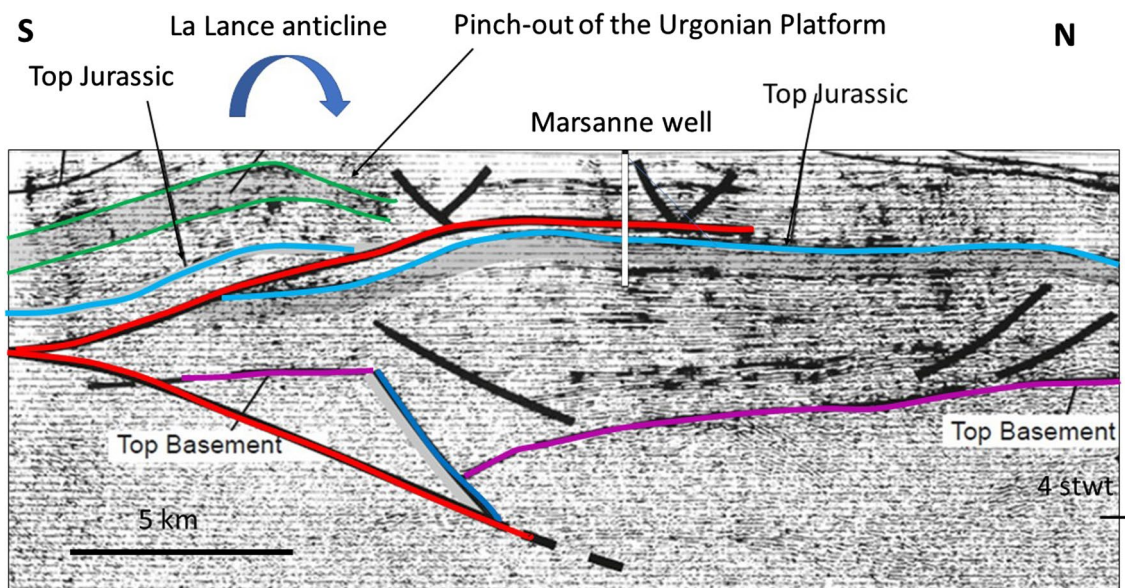 S
La Lance anticline
Pinch-out of the Urgonian Platform
N
Top Jurassic
Top Jurassic
Marsanne well
Top Basement
Top Basement
4 stwt
5 km